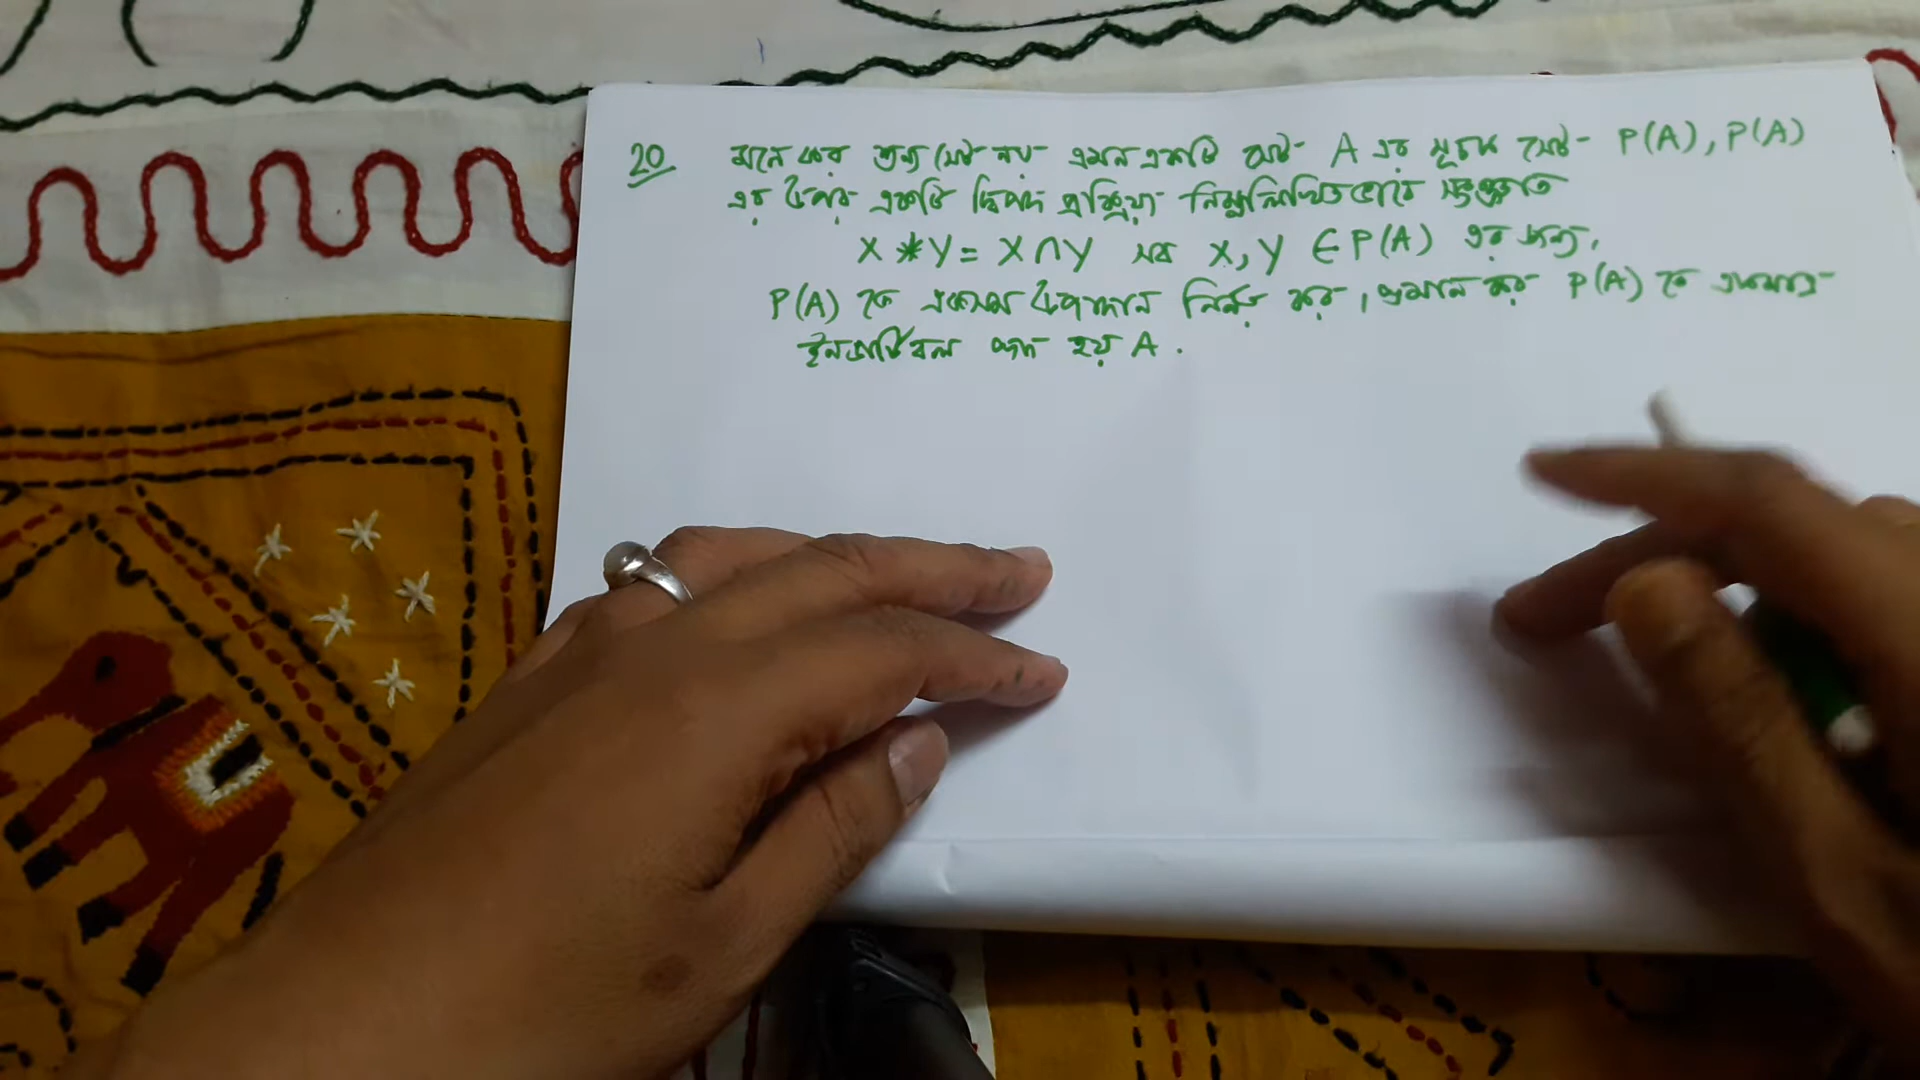 20 মনে কর শূন্য সেট নয় এমন একটি সেট A এর সূচক সেট P(A), P(A)
এর উপর একটি দ্বিপদ প্রক্রিয়া নিম্নলিখিতভাবে
X * Y = X ∩ Y সব X, Y ∈ P(A) এর জন্য,
P(A) তে একসম উপাদান নির্ণয় কর, প্রমান কর P(A) তে একমাত্র
ইনভার্টিবল পদ হয় A.